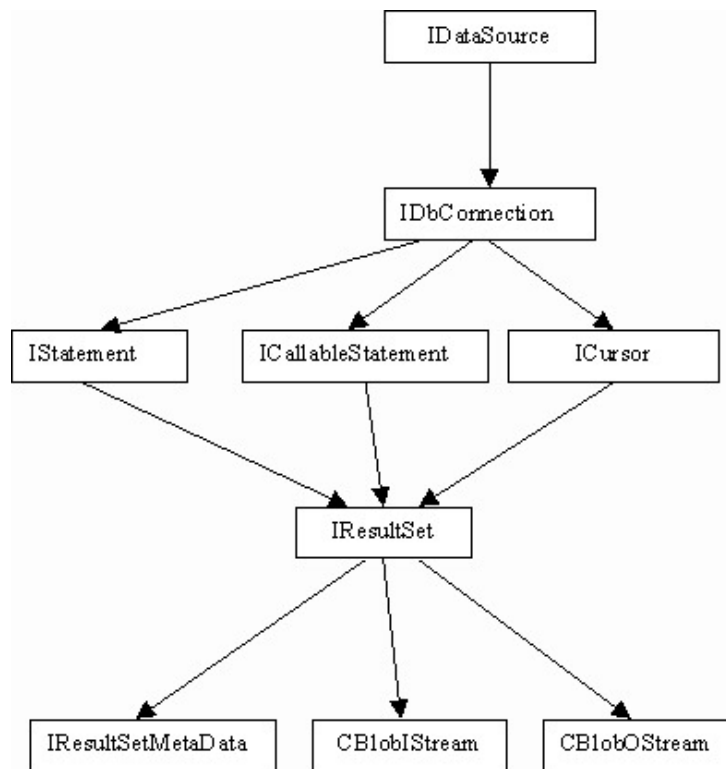 IDataSource
IDbConnection
IStatement
ICallableStatement
ICursor
IResultSet
IResultSetMetaData
CBlobIStream
CBlobOStream